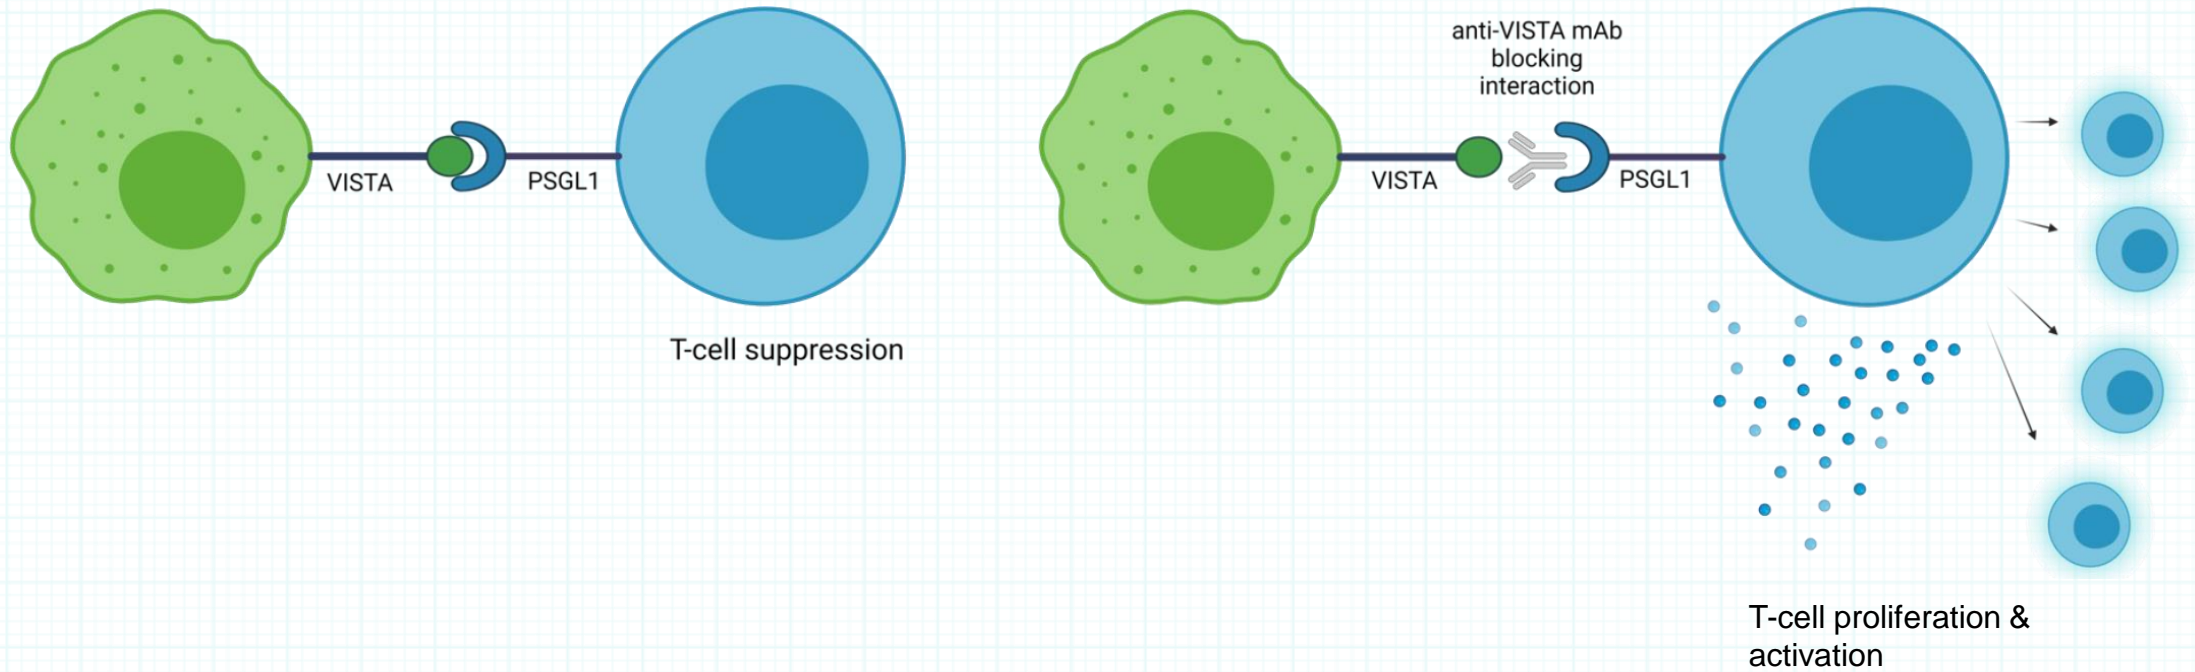 VISTA
PSGL1
T-cell suppression
anti-VISTA mAb
blocking
interaction
VISTA
PSGL1
T-cell proliferation &
activation